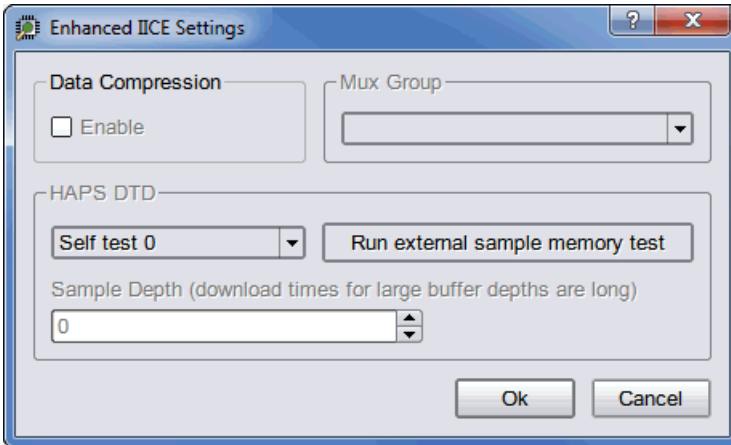 Enhanced IICE Settings
?
X
Data Compression
Mux Group
Enable
HAPS DTD
Self test 0
Run external sample memory test
Sample Depth (download times for large buffer depths are long)
0
Ok
Cancel